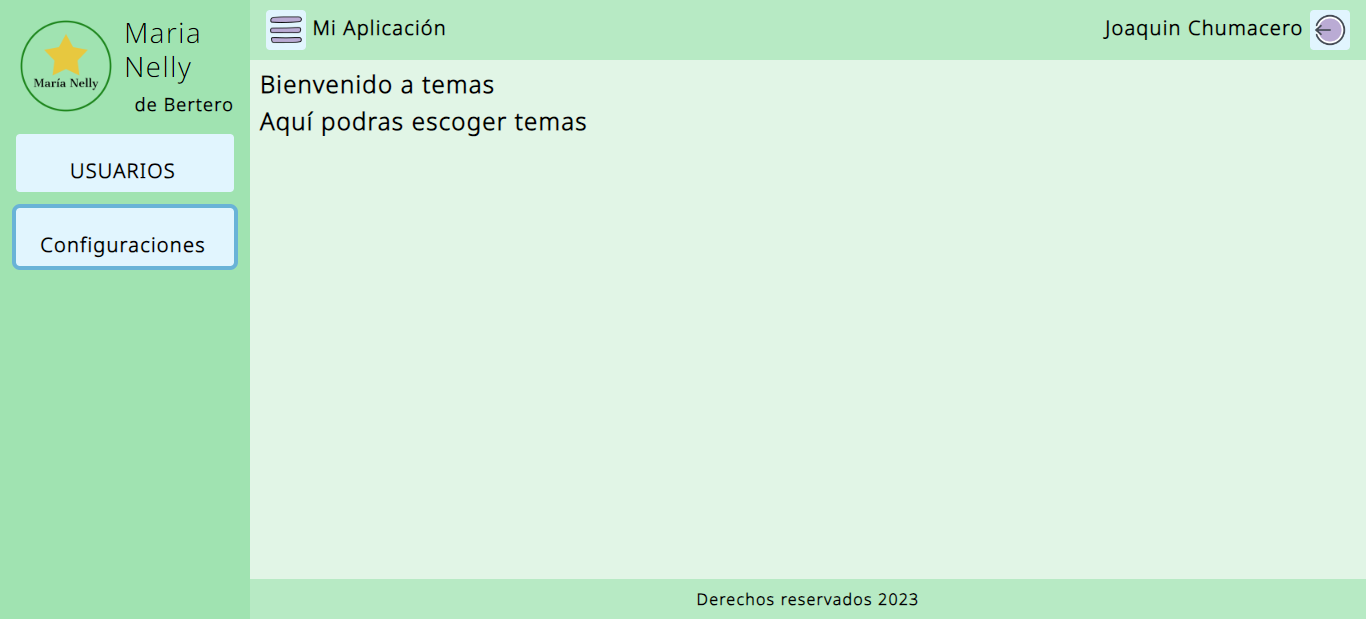 Maria
Nelly
María Nelly
de Bertero
USUARIOS
Configuraciones
Mi Aplicación
Joaquin Chumacero
Bienvenido a temas
Aquí podras escoger temas
Derechos reservados 2023